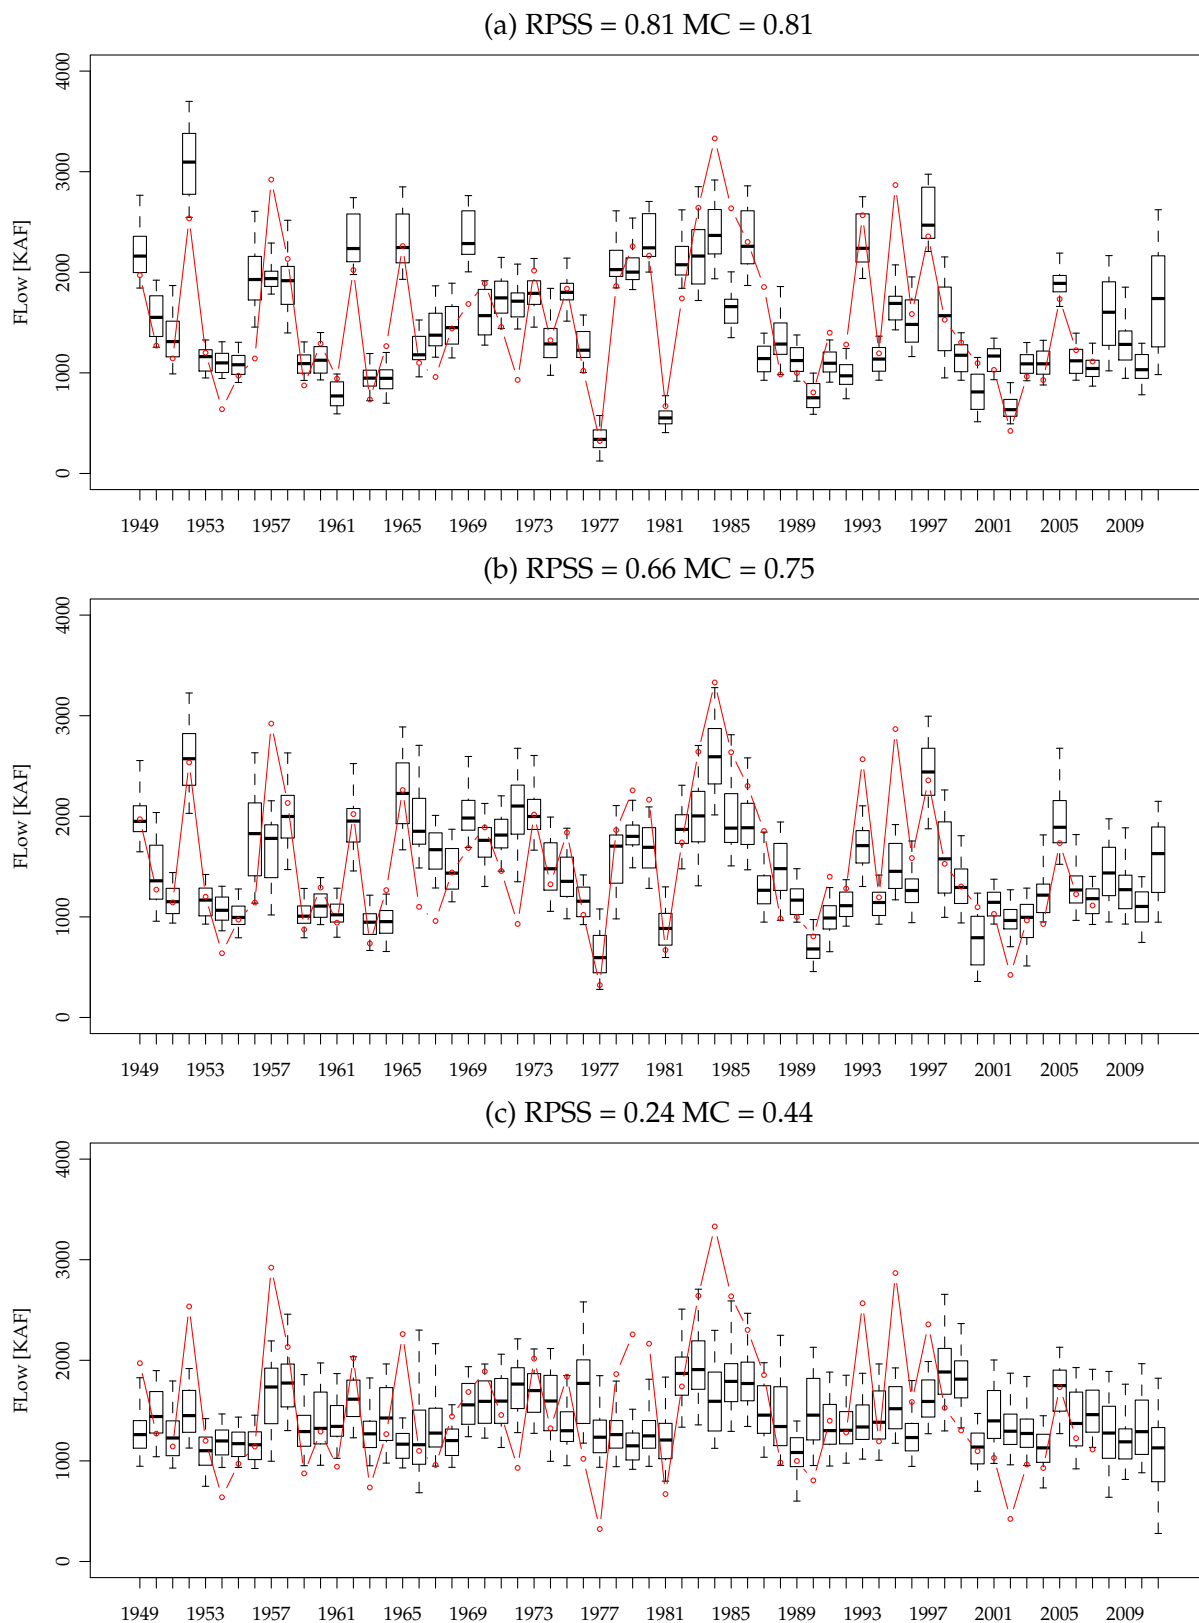 (a) RPSS = 0.81 MC = 0.81
FLow [KAF]
4000
3000
2000
1000
0
1949 1953 1957 1961 1965 1969 1973 1977 1981 1985 1989 1993 1997 2001 2005 2009
(b) RPSS = 0.66 MC = 0.75
FLow [KAF]
4000
3000
2000
1000
0
1949 1953 1957 1961 1965 1969 1973 1977 1981 1985 1989 1993 1997 2001 2005 2009
(c) RPSS = 0.24 MC = 0.44
FLow [KAF]
4000
3000
2000
1000
0
1949 1953 1957 1961 1965 1969 1973 1977 1981 1985 1989 1993 1997 2001 2005 2009